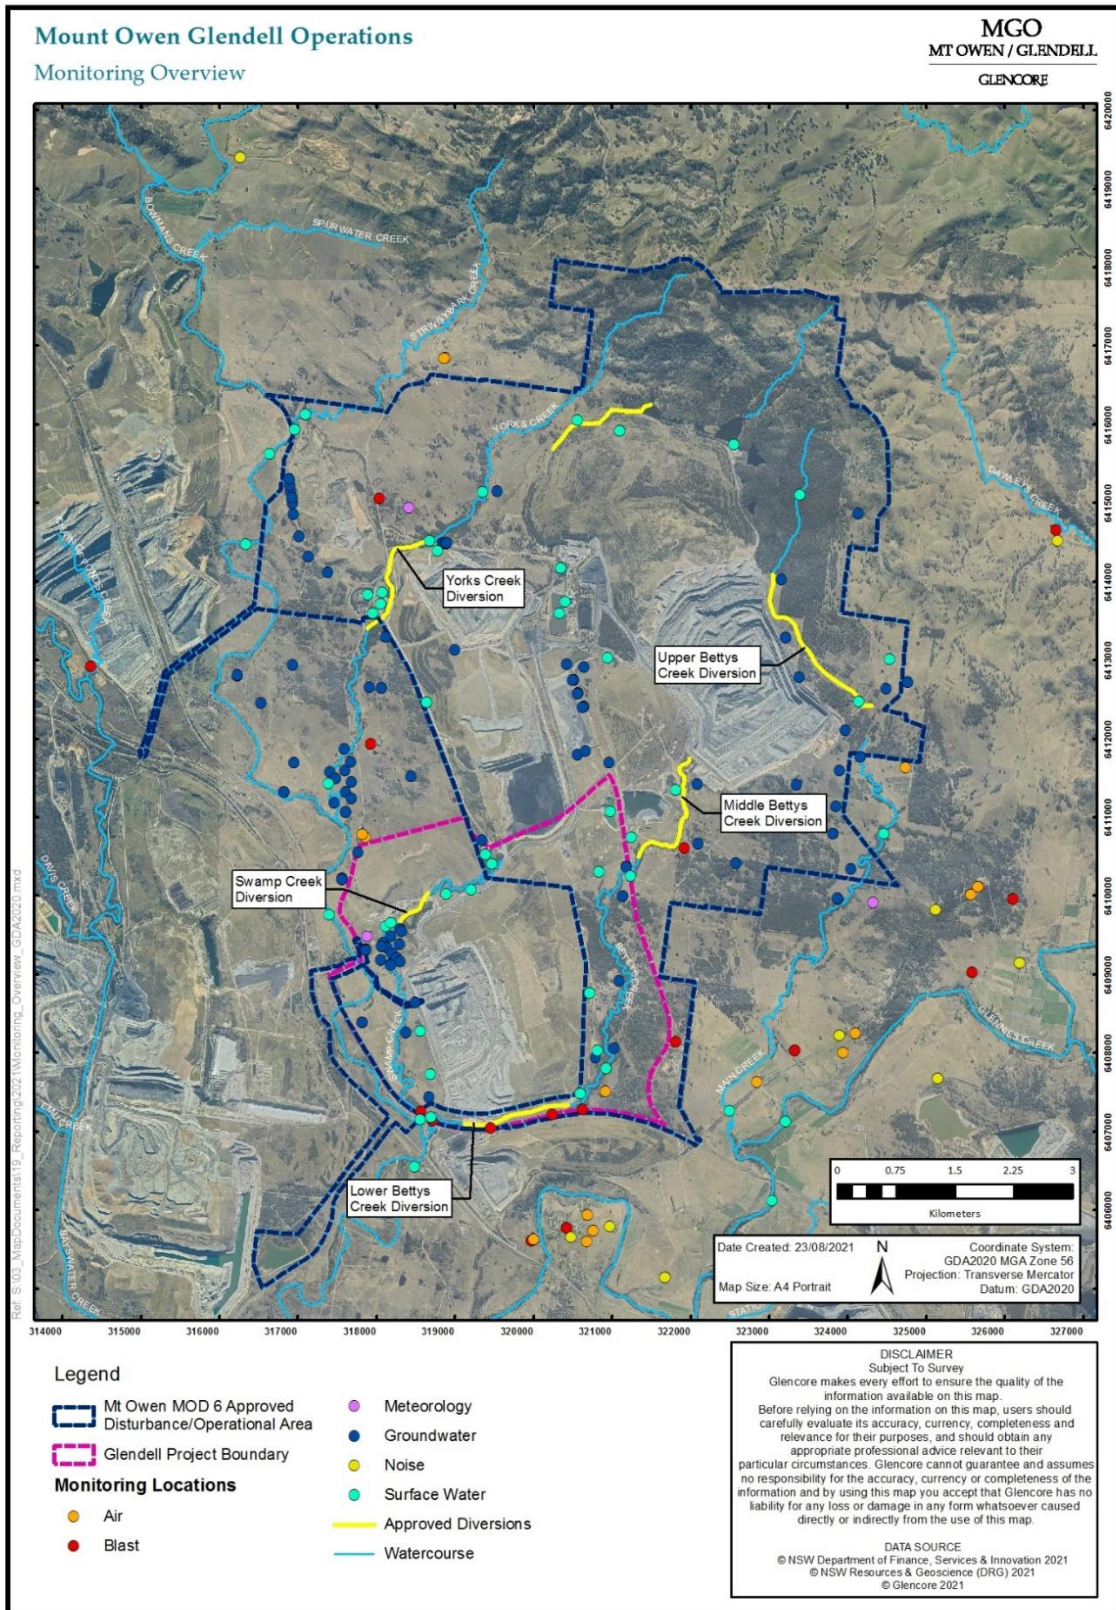 Mount Owen Glendell Operations
Monitoring Overview
MGO
MT OWEN / GLENDELL
GLENCORE
6420000
6419000
6418000
6417000
6416000
6415000
6414000
6413000
6412000
6411000
6410000
6409000
6408000
6407000
6406000
BOWMANS CREEK
SPURWATER CREEK
STRINGYBARK CREEK
YORKS CREEK
Yorks Creek
Diversion
Upper Bettys
Creek Diversion
Middle Bettys
Creek Diversion
Swamp Creek
Diversion
DAVIS CREEK
BETTYS CREEK
SWAMP CREEK
MAIN CREEK
GLENNIES CREEK
EMU CREEK
BAYSWATER CREEK
Lower Bettys
Creek Diversion
0 0.75 1.5 2.25 3
Kilometers
Date Created: 23/08/2021
Map Size: A4 Portrait
N
Coordinate System:
GDA2020 MGA Zone 56
Projection: Transverse Mercator
Datum: GDA2020
Ref: S:\03_MapDocuments\19_Reporting\2021\Monitoring_Overview_GDA2020.mxd
314000 315000 316000 317000 318000 319000 320000 321000 322000 323000 324000 325000 326000 327000
Legend
Mt Owen MOD 6 Approved
Disturbance/Operational Area
Glendell Project Boundary
Monitoring Locations
Air
Blast
Meteorology
Groundwater
Noise
Surface Water
Approved Diversions
Watercourse
DISCLAIMER
Subject To Survey
Glencore makes every effort to ensure the quality of the
information available on this map.
Before relying on the information on this map, users should
carefully evaluate its accuracy, currency, completeness and
relevance for their purposes, and should obtain any
appropriate professional advice relevant to their
particular circumstances. Glencore cannot guarantee and assumes
no responsibility for the accuracy, currency or completeness of the
information and by using this map you accept that Glencore has no
liability for any loss or damage in any form whatsoever caused
directly or indirectly from the use of this map.
DATA SOURCE
© NSW Department of Finance, Services & Innovation 2021
© NSW Resources & Geoscience (DRG) 2021
© Glencore 2021